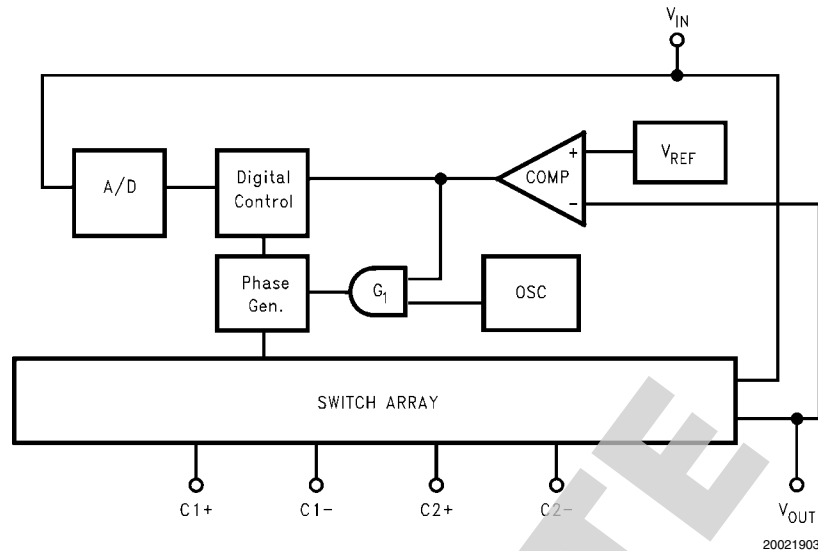 V_IN
A/D
Digital
Control
COMP
+
−
V_REF
Phase
Gen.
G_1
OSC
SWITCH ARRAY
C1+
C1−
C2+
C2−
V_OUT
20021903